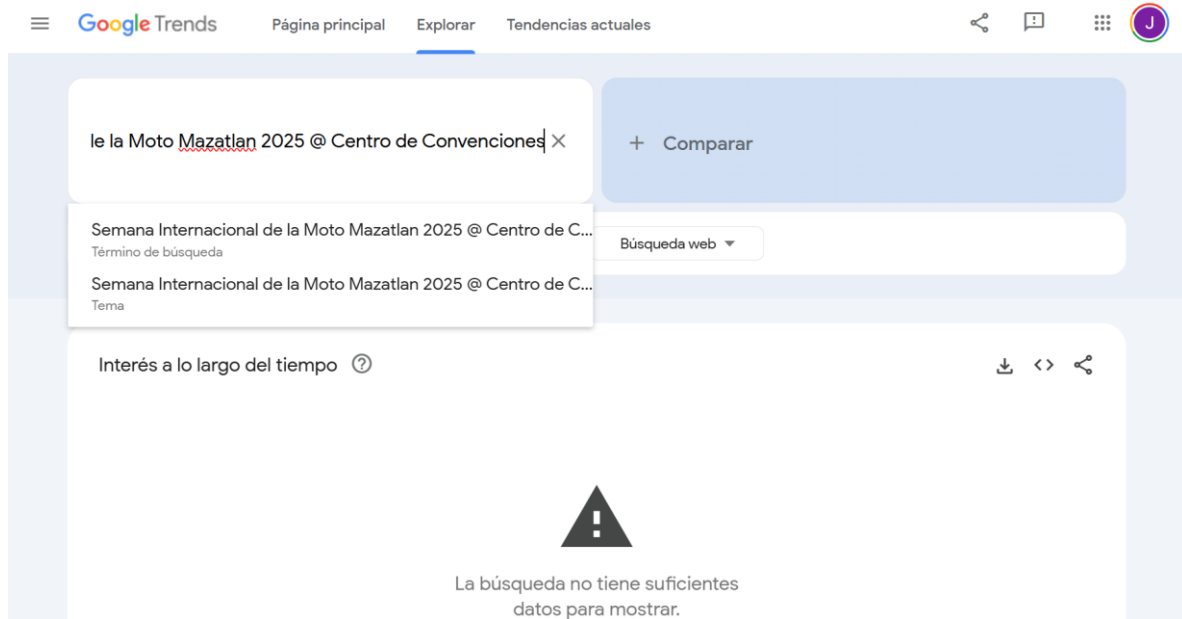 Google Trends
Página principal
Explorar
Tendencias actuales
J
le la Moto Mazatlan 2025 @ Centro de Convenciones
+ Comparar
Semana Internacional de la Moto Mazatlan 2025 @ Centro de C...
Término de búsqueda
Semana Internacional de la Moto Mazatlan 2025 @ Centro de C...
Tema
Búsqueda web
Interés a lo largo del tiempo
La búsqueda no tiene suficientes
datos para mostrar.